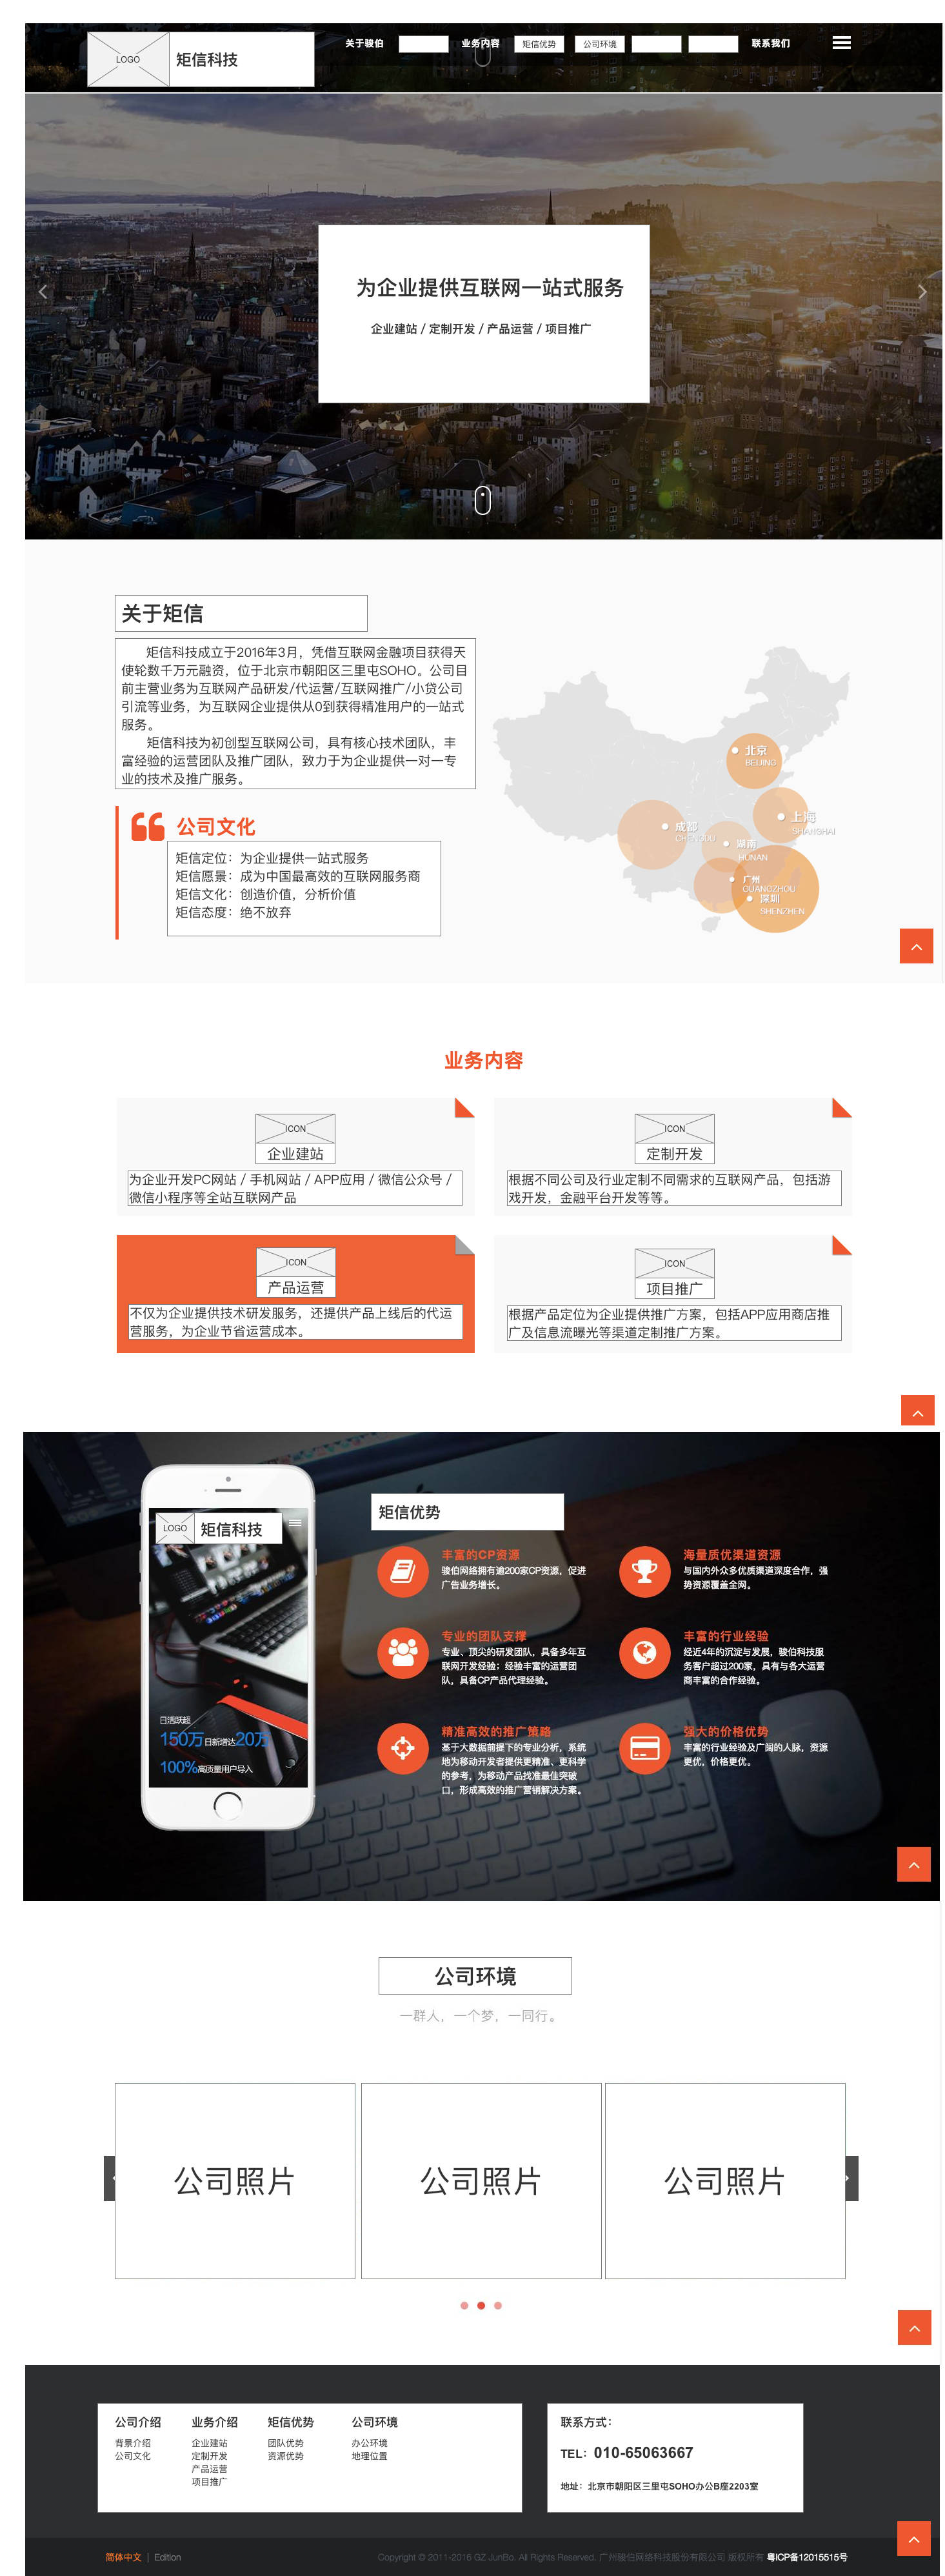 LOGO
矩信科技
关于骏伯
业务内容
矩信优势
公司环境
联系我们
为企业提供互联网一站式服务
企业建站 / 定制开发 / 产品运营 / 项目推广
关于矩信
矩信科技成立于2016年3月，凭借互联网金融项目获得天
使轮数千万元融资，位于北京市朝阳区三里屯SOHO。公司目
前主营业务为互联网产品研发/代运营/互联网推广/小贷公司
引流等业务，为互联网企业提供从0到获得精准用户的一站式
服务。
矩信科技为初创型互联网公司，具有核心技术团队，丰
富经验的运营团队及推广团队，致力于为企业提供一对一专
业的技术及推广服务。
公司文化
矩信定位：为企业提供一站式服务
矩信愿景：成为中国最高效的互联网服务商
矩信文化：创造价值，分析价值
矩信态度：绝不放弃
北京
BEIJING
上海
SHANGHAI
成都
CHENGDU
湖南
HUNAN
广州
GUANGZHOU
深圳
SHENZHEN
业务内容
ICON
企业建站
为企业开发PC网站 / 手机网站 / APP应用 / 微信公众号 /
微信小程序等全站互联网产品
ICON
定制开发
根据不同公司及行业定制不同需求的互联网产品，包括游
戏开发，金融平台开发等等。
ICON
产品运营
不仅为企业提供技术研发服务，还提供产品上线后的代运
营服务，为企业节省运营成本。
ICON
项目推广
根据产品定位为企业提供推广方案，包括APP应用商店推
广及信息流曝光等渠道定制推广方案。
LOGO
矩信科技
日活跃超
150万日新增达20万
100%高质量用户导入
矩信优势
丰富的CP资源
骏伯网络拥有逾200家CP资源，促进
广告业务增长。
海量质优渠道资源
与国内外众多优质渠道深度合作，强
势资源覆盖全网。
专业的团队支撑
专业、顶尖的研发团队，具备多年互
联网开发经验；经验丰富的运营团
队，具备CP产品代理经验。
丰富的行业经验
经近4年的沉淀与发展，骏伯科技服
务客户超过200家，具有与各大运营
商丰富的合作经验。
精准高效的推广策略
基于大数据前提下的专业分析，系统
地为移动开发者提供更精准、更科学
的参考，为移动产品找准最佳突破
口，形成高效的推广营销解决方案。
强大的价格优势
丰富的行业经验及广阔的人脉，资源
更优，价格更优。
公司环境
一群人，一个梦，一同行。
公司照片
公司照片
公司照片
公司介绍
背景介绍
公司文化
业务介绍
企业建站
定制开发
产品运营
项目推广
矩信优势
团队优势
资源优势
公司环境
办公环境
地理位置
联系方式：
TEL：010-65063667
地址：北京市朝阳区三里屯SOHO办公B座2203室
简体中文 | Edition
Copyright © 2011-2016 GZ JunBo. All Rights Reserved. 广州骏伯网络科技股份有限公司 版权所有 粤ICP备12015515号